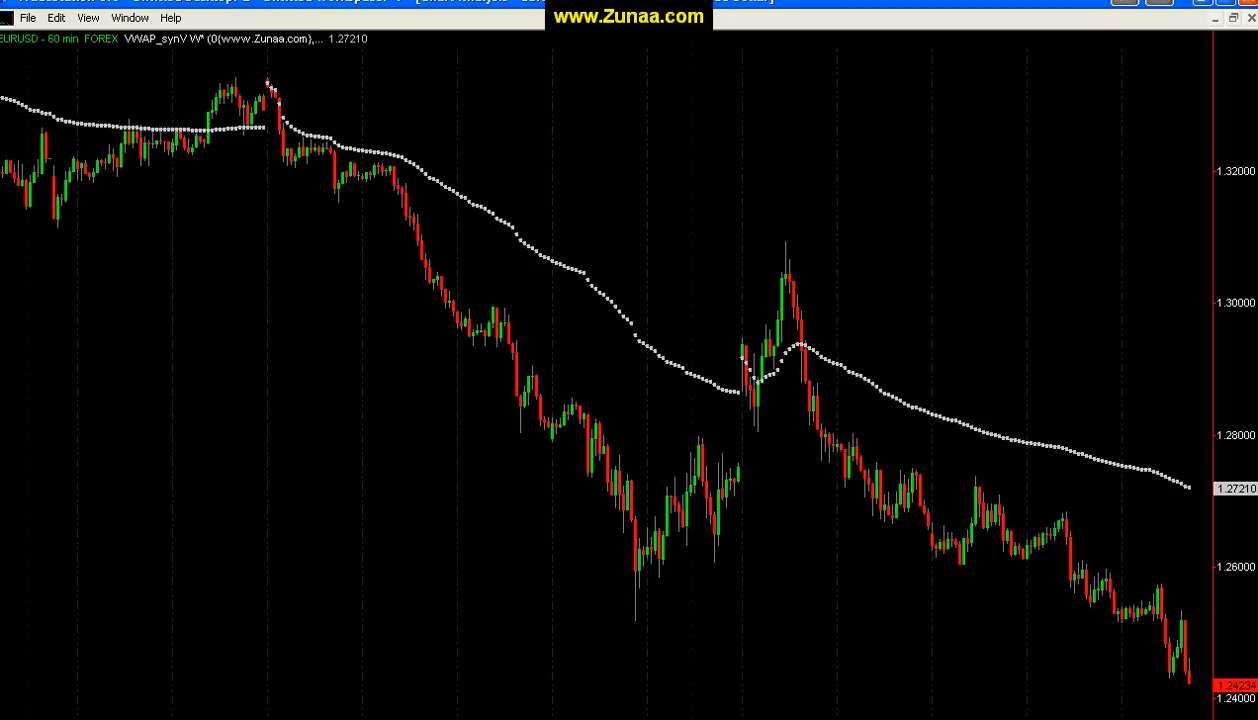 www.Zunaa.com
File Edit View Window Help
EURUSD - 60 min FOREX VWAP_synV W* (0{www.Zunaa.com},... 1.27210
1.32000
1.30000
1.28000
1.27210
1.26000
1.24234
1.24000